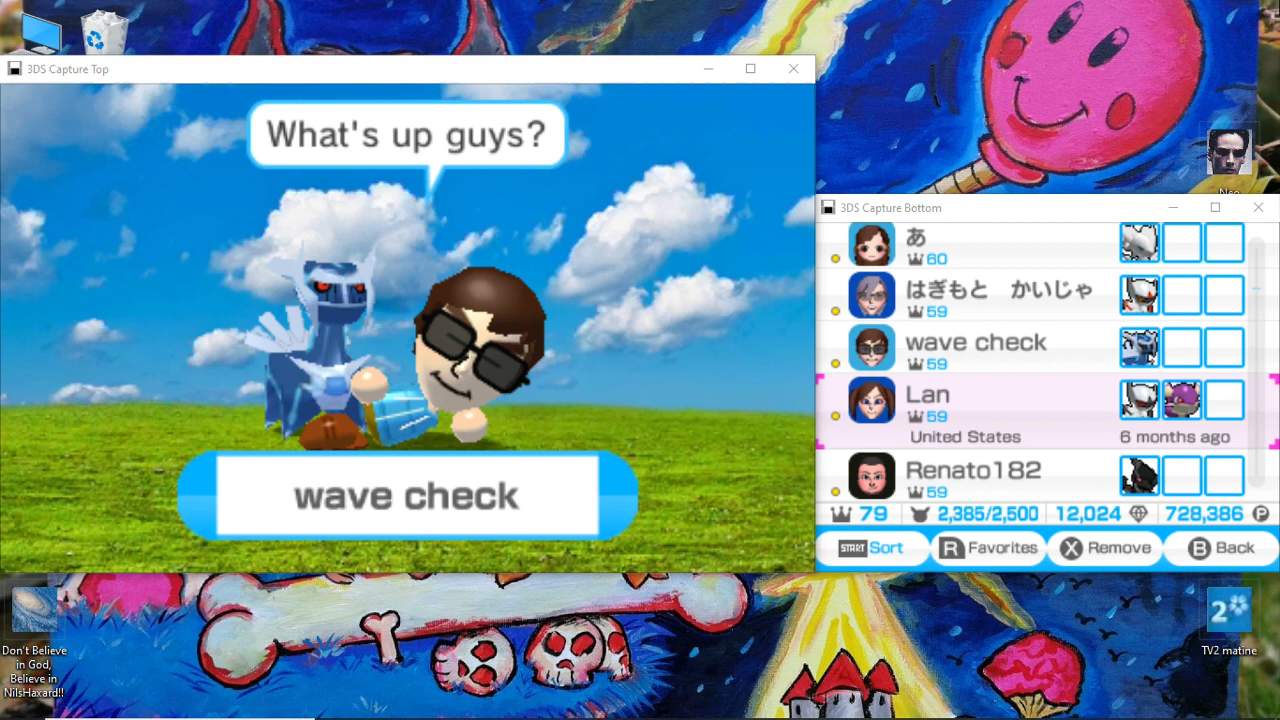 3DS Capture Top
What's up guys?
wave check
Neo
3DS Capture Bottom
あ
60
はぎもと かいじゃ
59
wave check
59
Lan
59
United States
6 months ago
Renato182
59
79
2,385/2,500
12,024
728,386 P
START Sort
R Favorites
X Remove
B Back
Don't Believe
in God,
Believe in
NilsHaxard!!
2
TV2 matine